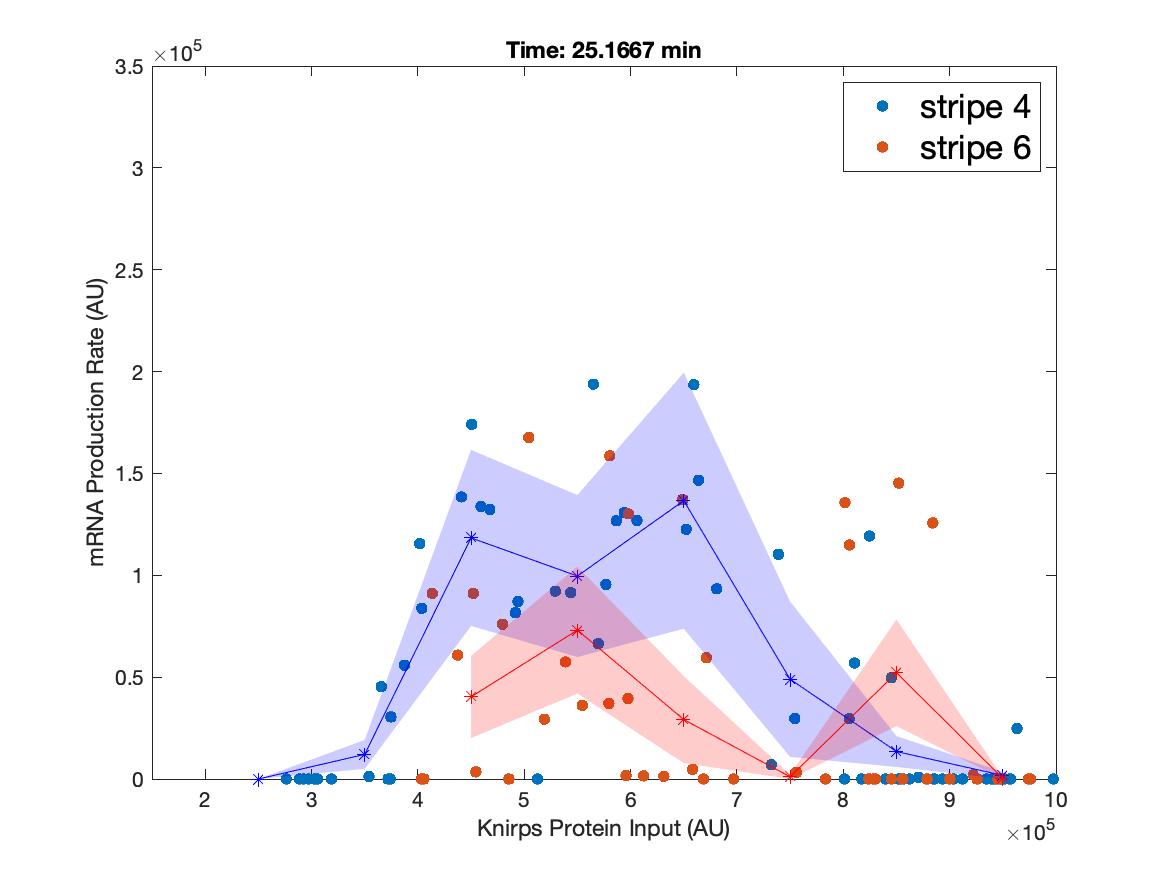 Time: 25.1667 min
×10^5
3.5
3
2.5
2
1.5
1
0.5
0
mRNA Production Rate (AU)
stripe 4
stripe 6
2 3 4 5 6 7 8 9 10
Knirps Protein Input (AU)
×10^5